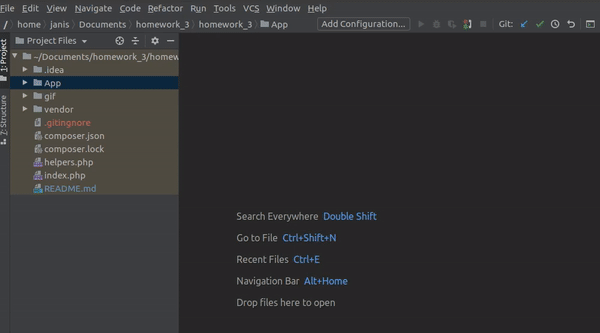 File Edit View Navigate Code Refactor Run Tools VCS Window Help
/ home janis Documents homework_3 homework_3 App Add Configuration... Git:
Project Files
1: Project
7: Structure
~/Documents/homework_3/homew
.idea
App
gif
vendor
.gitingnore
composer.json
composer.lock
helpers.php
index.php
README.md
Search Everywhere Double Shift
Go to File Ctrl+Shift+N
Recent Files Ctrl+E
Navigation Bar Alt+Home
Drop files here to open